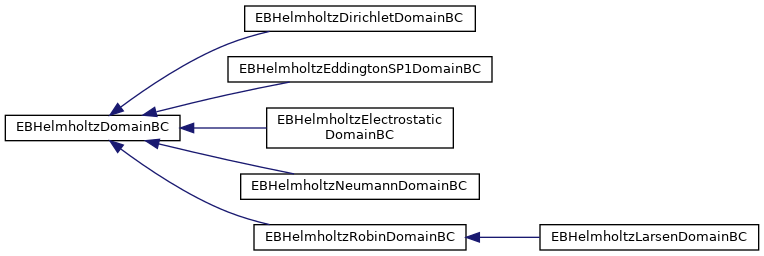 EBHelmholtzDirichletDomainBC
EBHelmholtzEddingtonSP1DomainBC
EBHelmholtzDomainBC
EBHelmholtzElectrostatic
DomainBC
EBHelmholtzNeumannDomainBC
EBHelmholtzRobinDomainBC
EBHelmholtzLarsenDomainBC